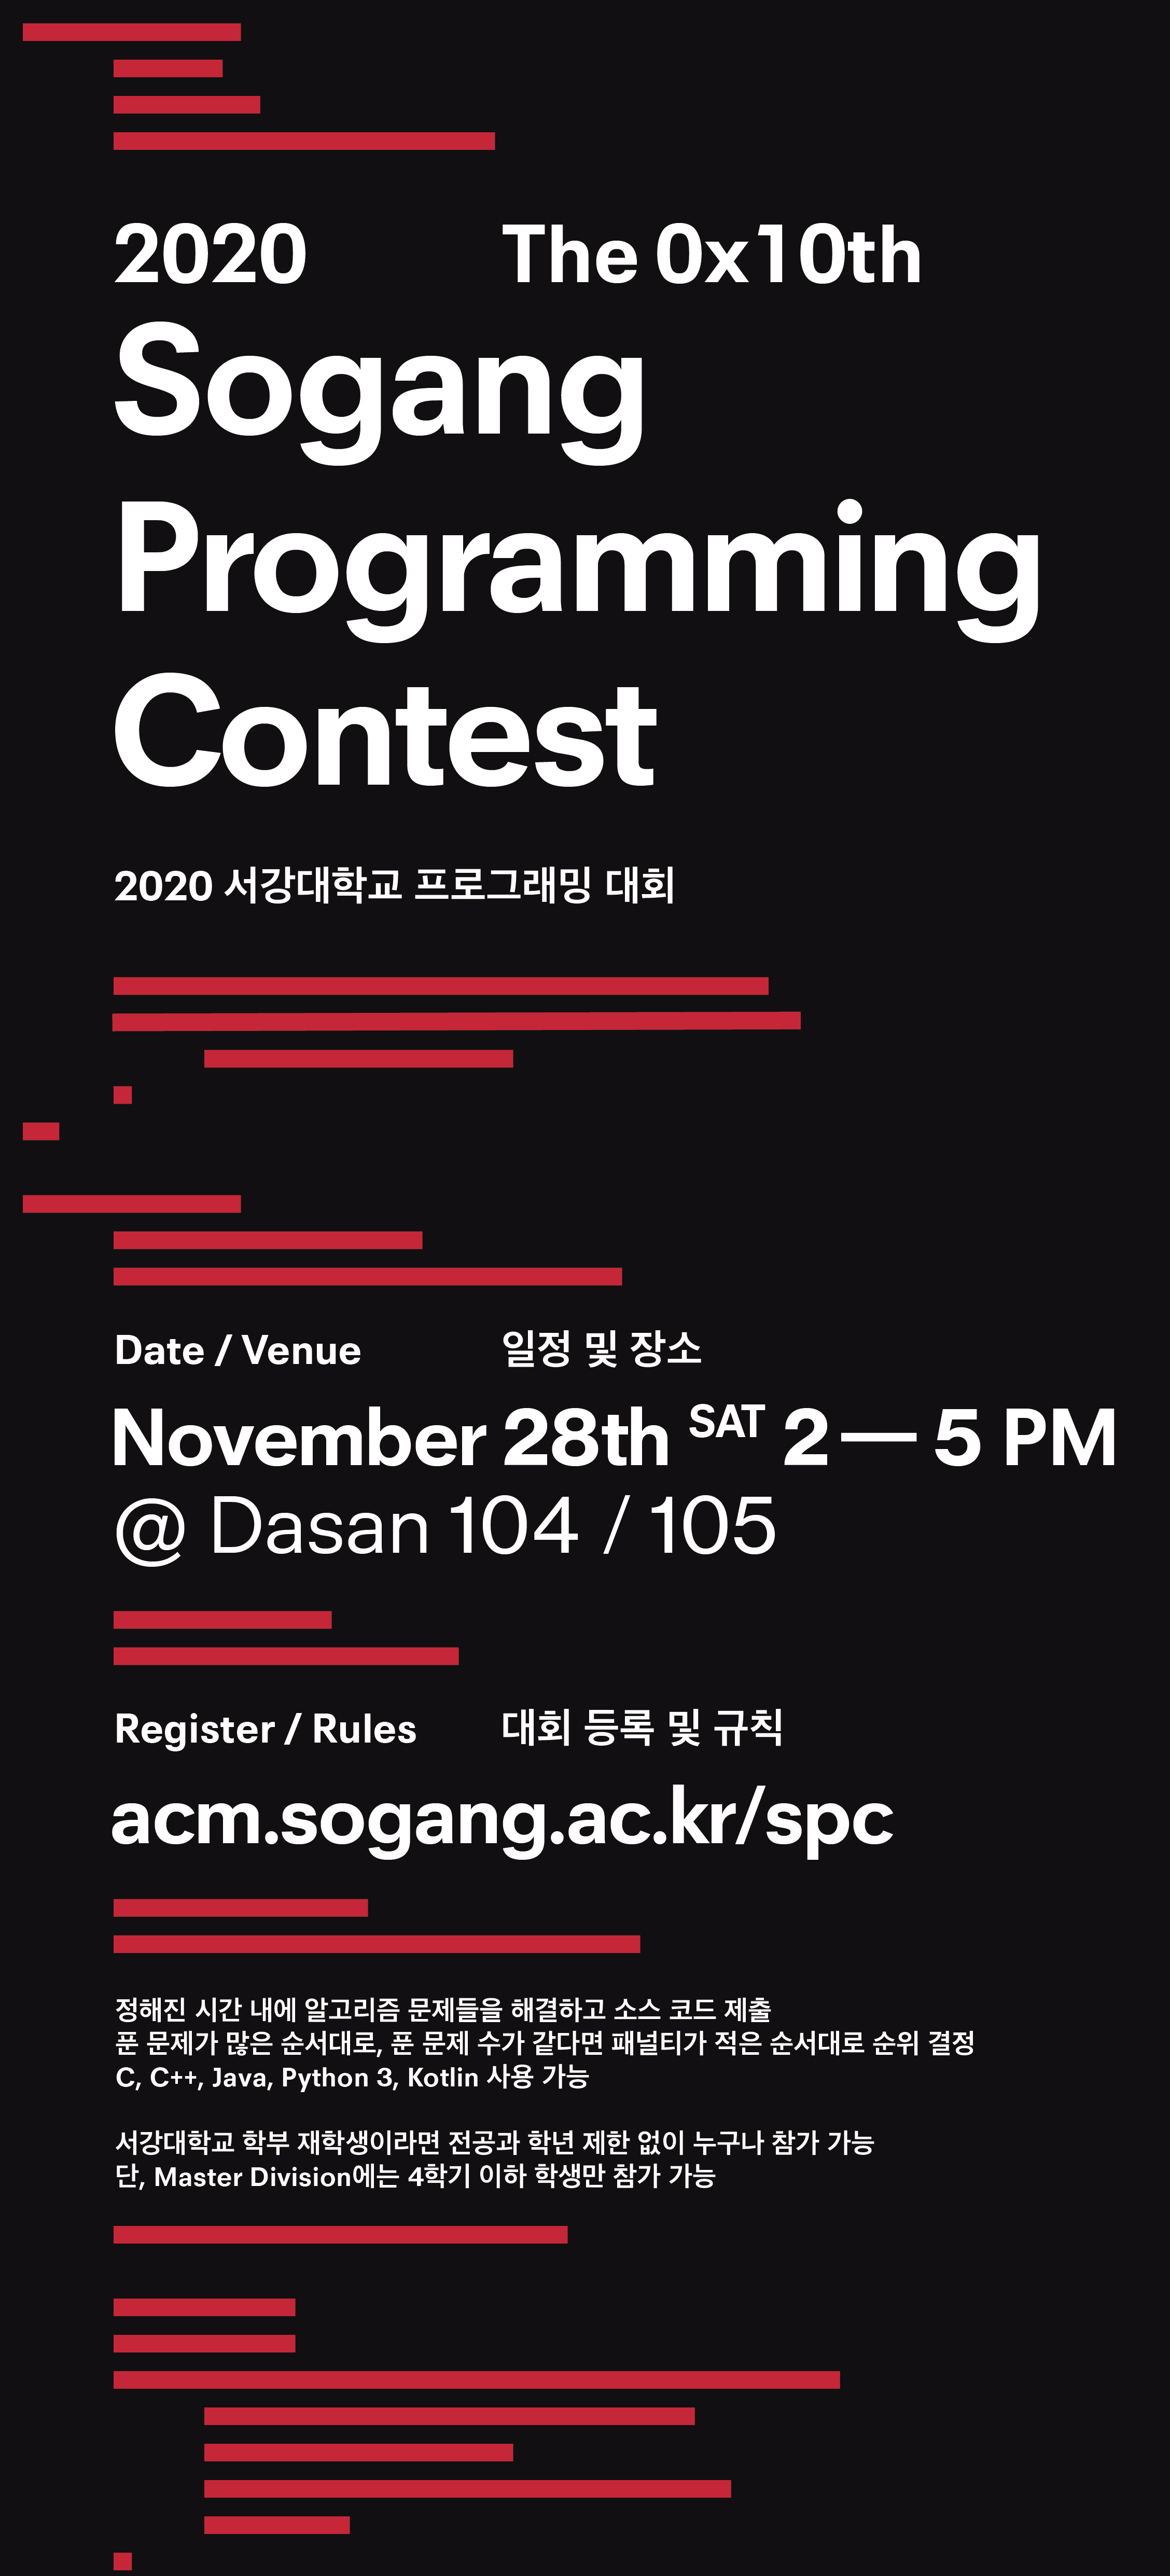 2020 The 0x10th
Sogang
Programming
Contest
2020 서강대학교 프로그래밍 대회
Date / Venue 일정 및 장소
November 28th SAT 2 — 5 PM
@ Dasan 104 / 105
Register / Rules 대회 등록 및 규칙
acm.sogang.ac.kr/spc
정해진 시간 내에 알고리즘 문제들을 해결하고 소스 코드 제출
푼 문제가 많은 순서대로, 푼 문제 수가 같다면 패널티가 적은 순서대로 순위 결정
C, C++, Java, Python 3, Kotlin 사용 가능
서강대학교 학부 재학생이라면 전공과 학년 제한 없이 누구나 참가 가능
단, Master Division에는 4학기 이하 학생만 참가 가능